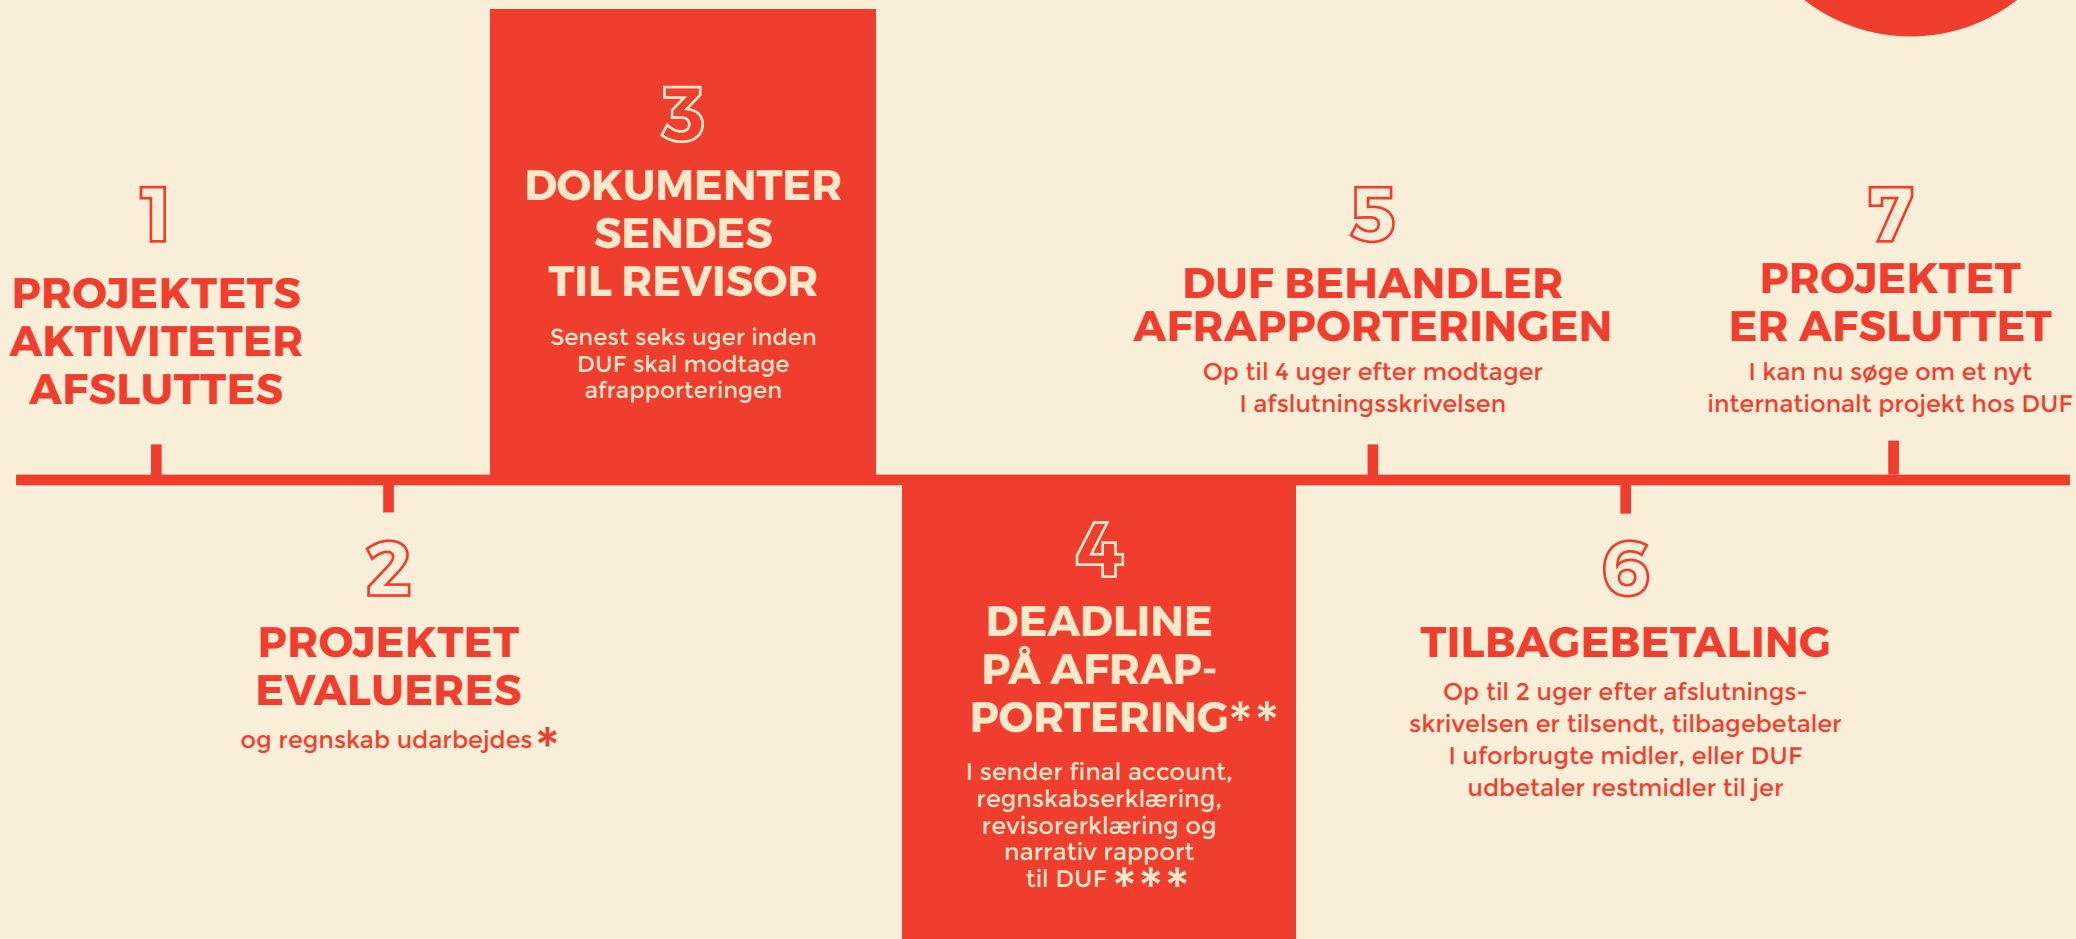 1
PROJEKTETS
AKTIVITETER
AFSLUTTES
2
PROJEKTET
EVALUERES
og regnskab udarbejdes *
3
DOKUMENTER
SENDES
TIL REVISOR
Senest seks uger inden
DUF skal modtage
afrapporteringen
4
DEADLINE
PÅ AFRAP-
PORTERING**
I sender final account,
regnskabserklæring,
revisorerklæring og
narrativ rapport
til DUF ***
5
DUF BEHANDLER
AFRAPPORTERINGEN
Op til 4 uger efter modtager
I afslutningsskrivelsen
6
TILBAGEBETALING
Op til 2 uger efter afslutnings-
skrivelsen er tilsendt, tilbagebetaler
I uforbrugte midler, eller DUF
udbetaler restmidler til jer
7
PROJEKTET
ER AFSLUTTET
I kan nu søge om et nyt
internationalt projekt hos DUF